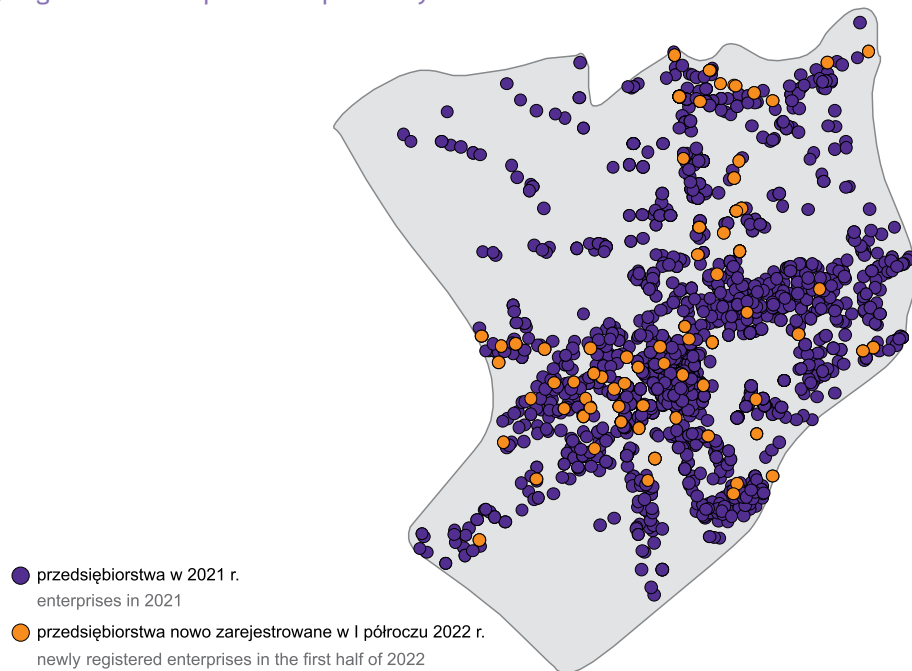 przedsiębiorstwa w 2021 r.
enterprises in 2021
przedsiębiorstwa nowo zarejestrowane w I półroczu 2022 r.
newly registered enterprises in the first half of 2022